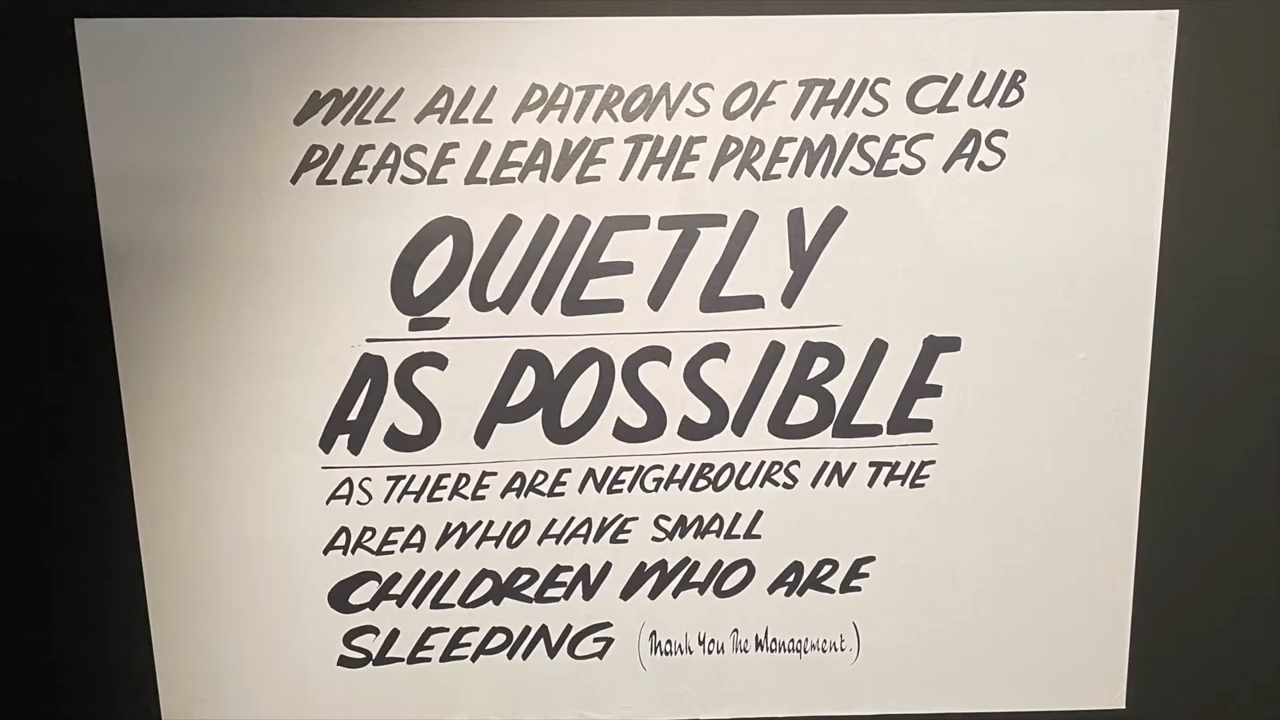 WILL ALL PATRONS OF THIS CLUB
PLEASE LEAVE THE PREMISES AS
QUIETLY
AS POSSIBLE
AS THERE ARE NEIGHBOURS IN THE
AREA WHO HAVE SMALL
CHILDREN WHO ARE
SLEEPING (Thank You The Management.)